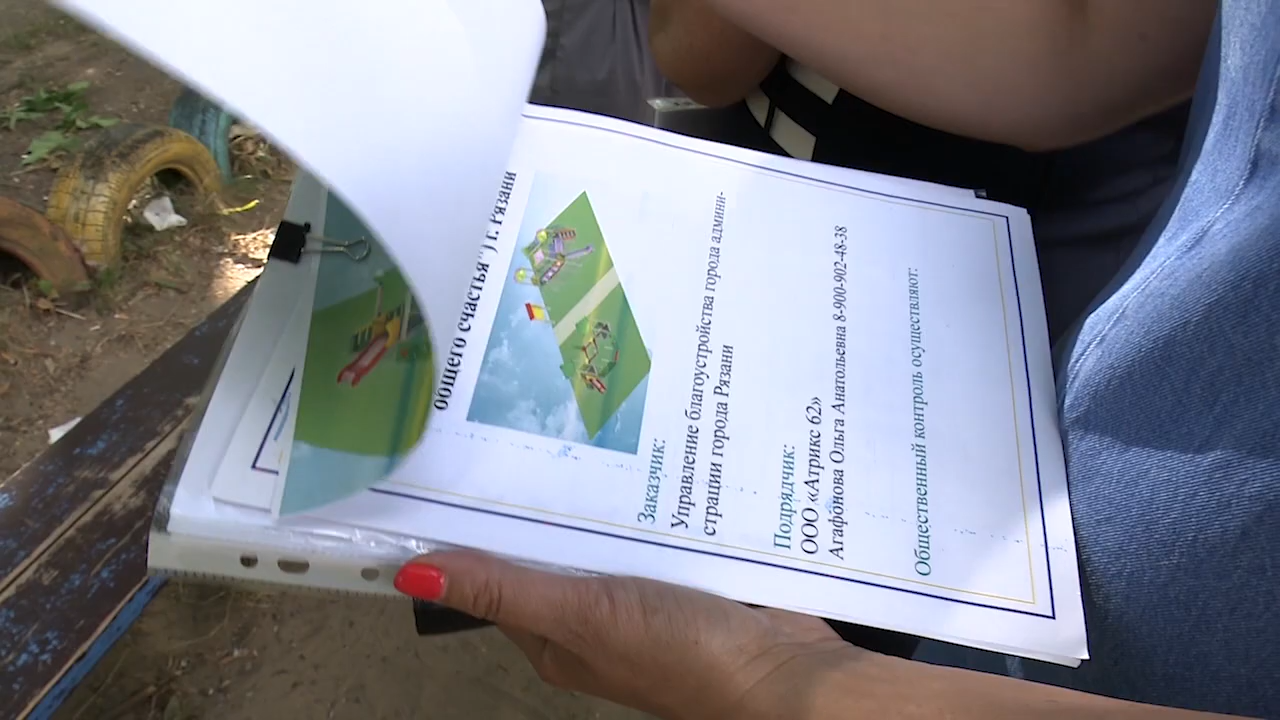 общего счастья") г. Рязани
Заказчик:
Управление благоустройства города админи-
страции города Рязани
Подрядчик:
ООО «Атрикс 62»
Агафонова Ольга Анатольевна 8-900-902-48-38
Общественный контроль осуществляют: